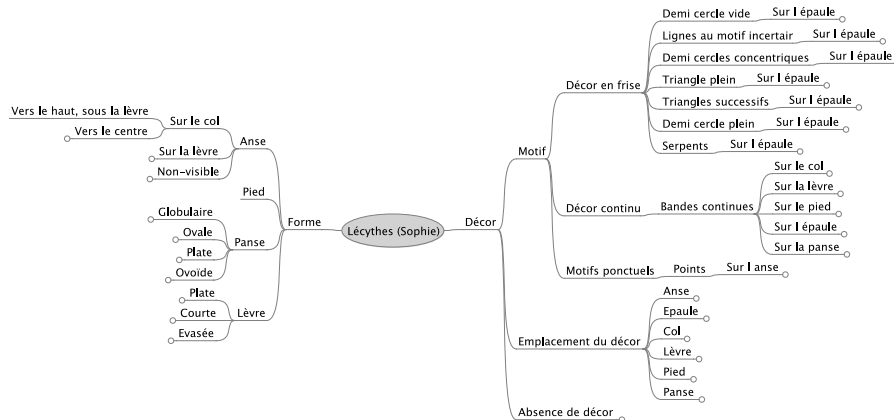 Lécythes (Sophie)
Forme
Anse
Sur le col
Vers le haut, sous la lèvre
Vers le centre
Sur la lèvre
Non-visible
Pied
Panse
Globulaire
Ovale
Plate
Ovoïde
Lèvre
Plate
Courte
Evasée
Décor
Motif
Décor en frise
Demi cercle vide
Sur l épaule
Lignes au motif incertair
Sur l épaule
Demi cercles concentriques
Sur l épaule
Triangle plein
Sur l épaule
Triangles successifs
Sur l épaule
Demi cercle plein
Sur l épaule
Serpents
Sur l épaule
Décor continu
Bandes continues
Sur le col
Sur la lèvre
Sur le pied
Sur l épaule
Sur la panse
Motifs ponctuels
Points
Sur l anse
Emplacement du décor
Anse
Epaule
Col
Lèvre
Pied
Panse
Absence de décor